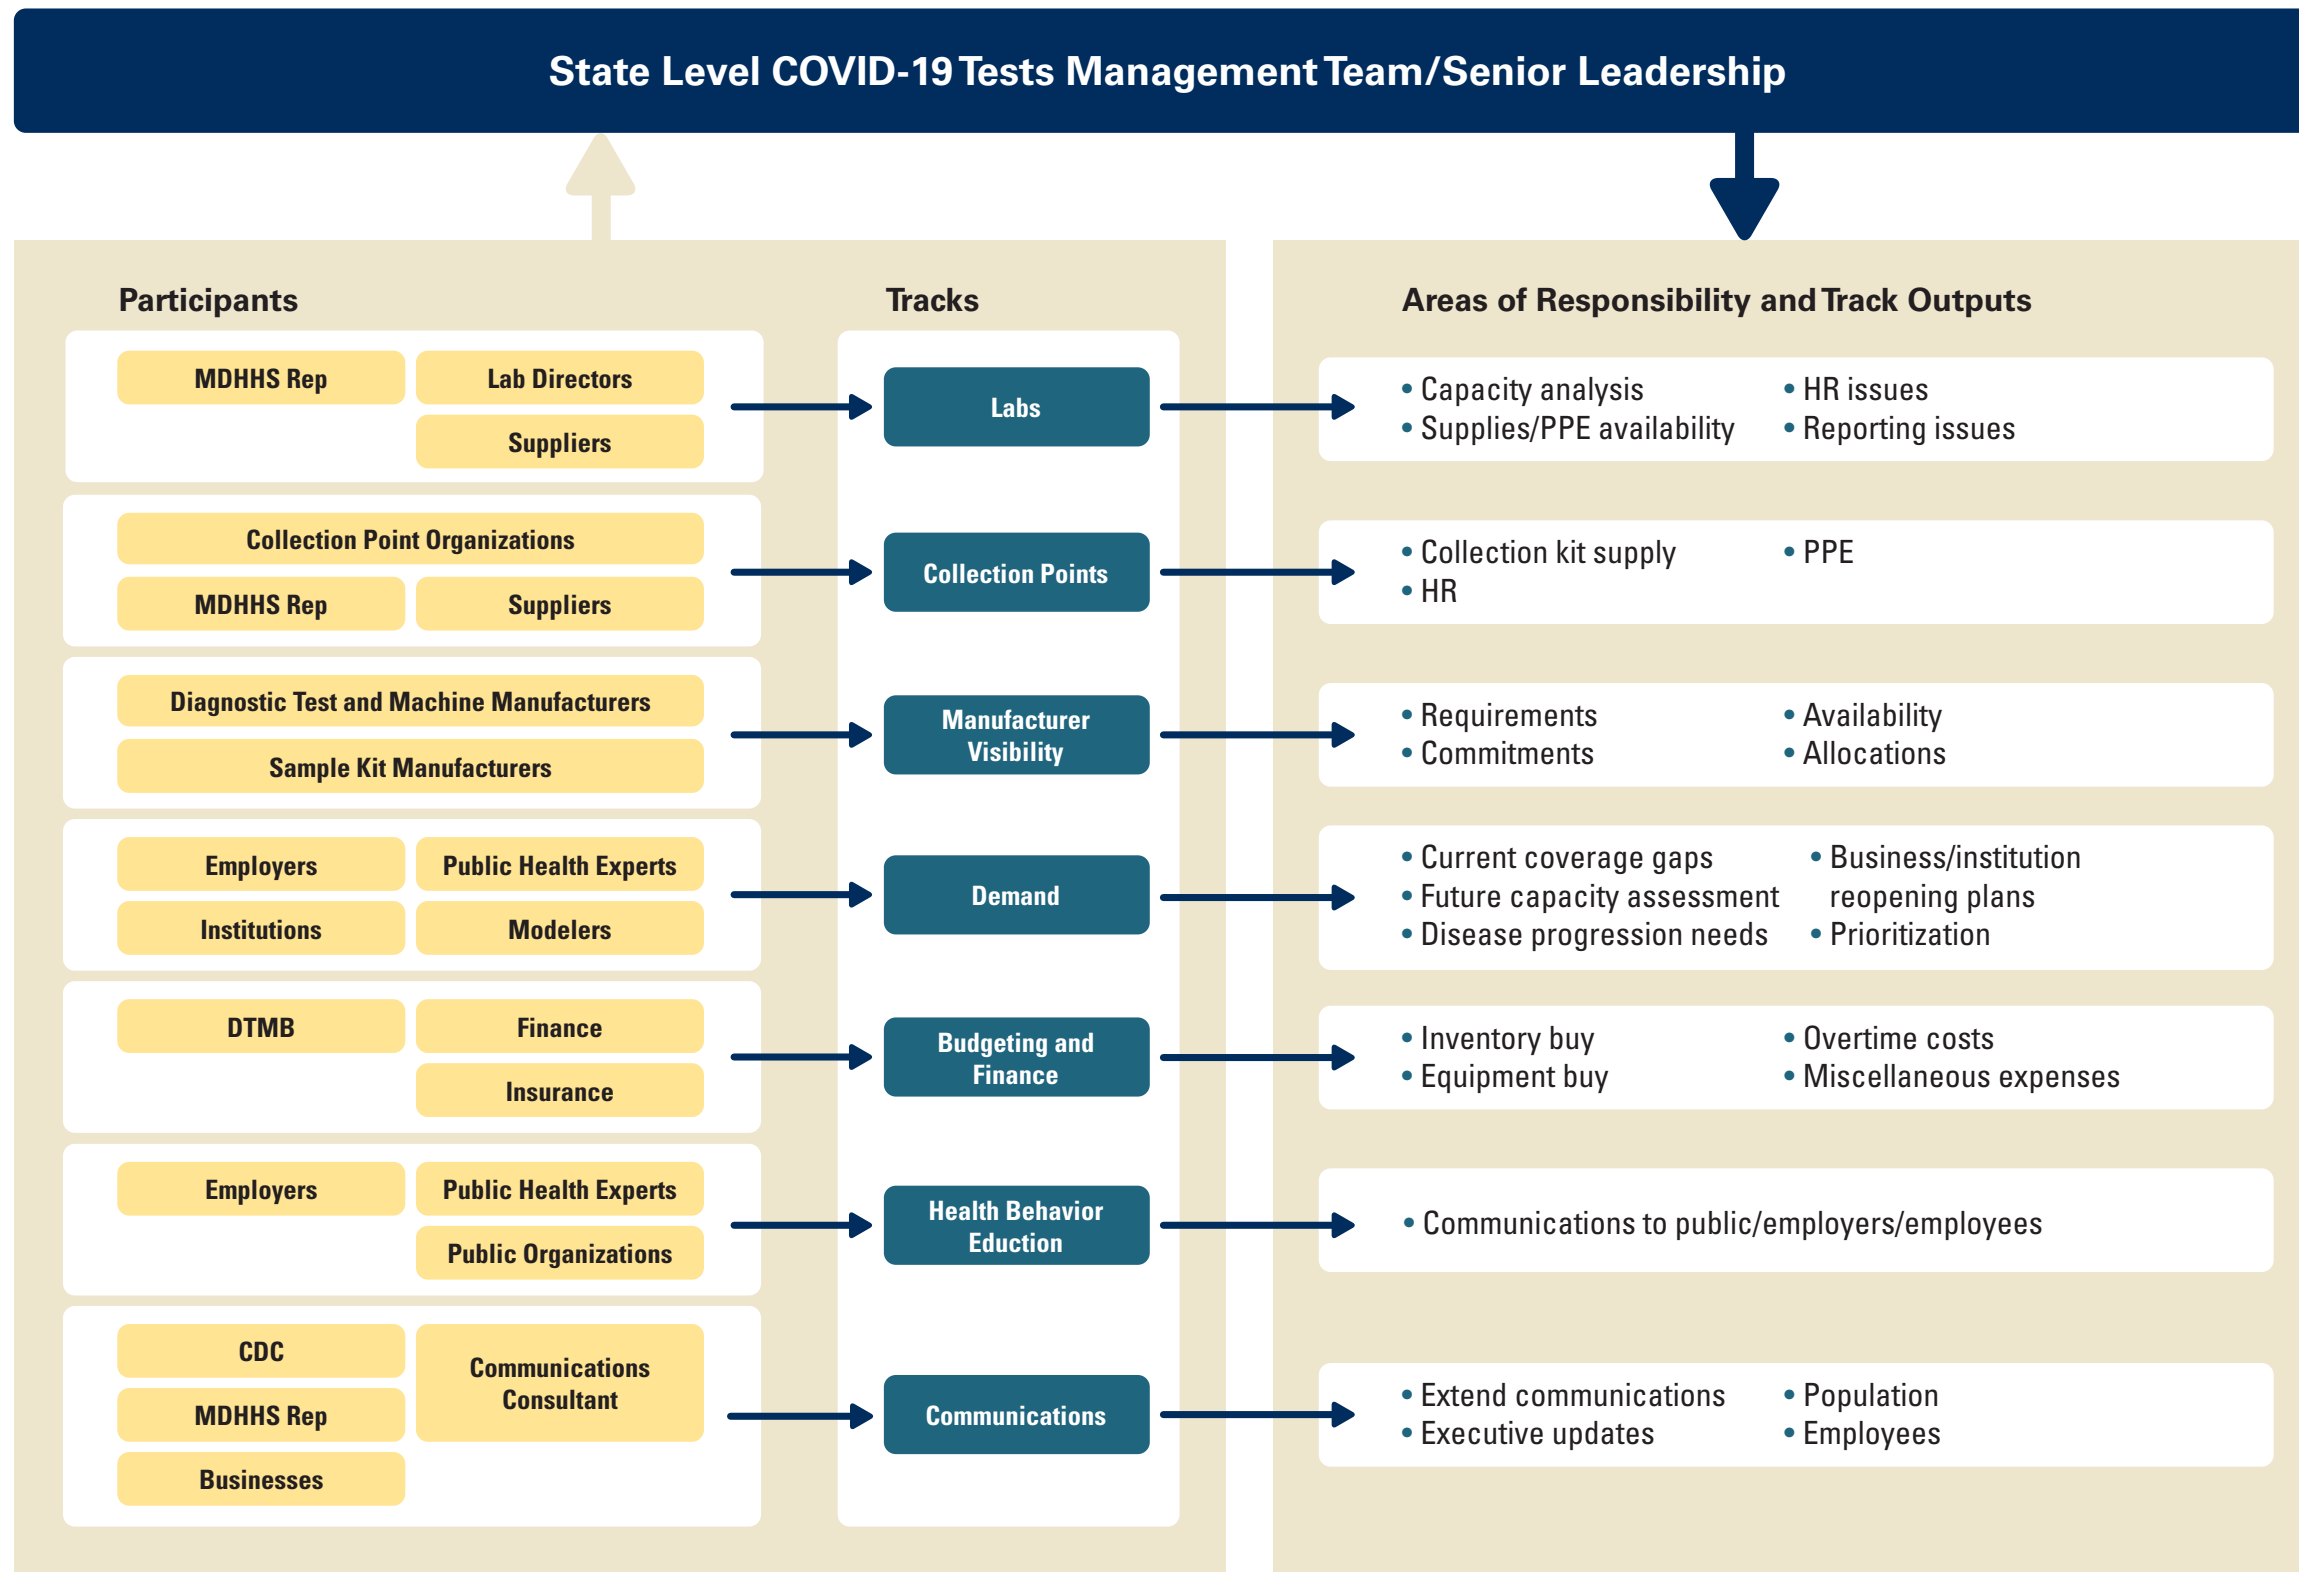 State Level COVID-19 Tests Management Team/Senior Leadership
Participants
Tracks
Areas of Responsibility and Track Outputs
MDHHS Rep
Lab Directors
Suppliers
Labs
• Capacity analysis
• Supplies/PPE availability
• HR issues
• Reporting issues
Collection Point Organizations
MDHHS Rep
Suppliers
Collection Points
• Collection kit supply
• HR
• PPE
Diagnostic Test and Machine Manufacturers
Sample Kit Manufacturers
Manufacturer
Visibility
• Requirements
• Commitments
• Availability
• Allocations
Employers
Public Health Experts
Institutions
Modelers
Demand
• Current coverage gaps
• Future capacity assessment
• Disease progression needs
• Business/institution
reopening plans
• Prioritization
DTMB
Finance
Insurance
Budgeting and
Finance
• Inventory buy
• Equipment buy
• Overtime costs
• Miscellaneous expenses
Employers
Public Health Experts
Public Organizations
Health Behavior
Eduction
• Communications to public/employers/employees
CDC
Communications
Consultant
MDHHS Rep
Businesses
Communications
• Extend communications
• Executive updates
• Population
• Employees